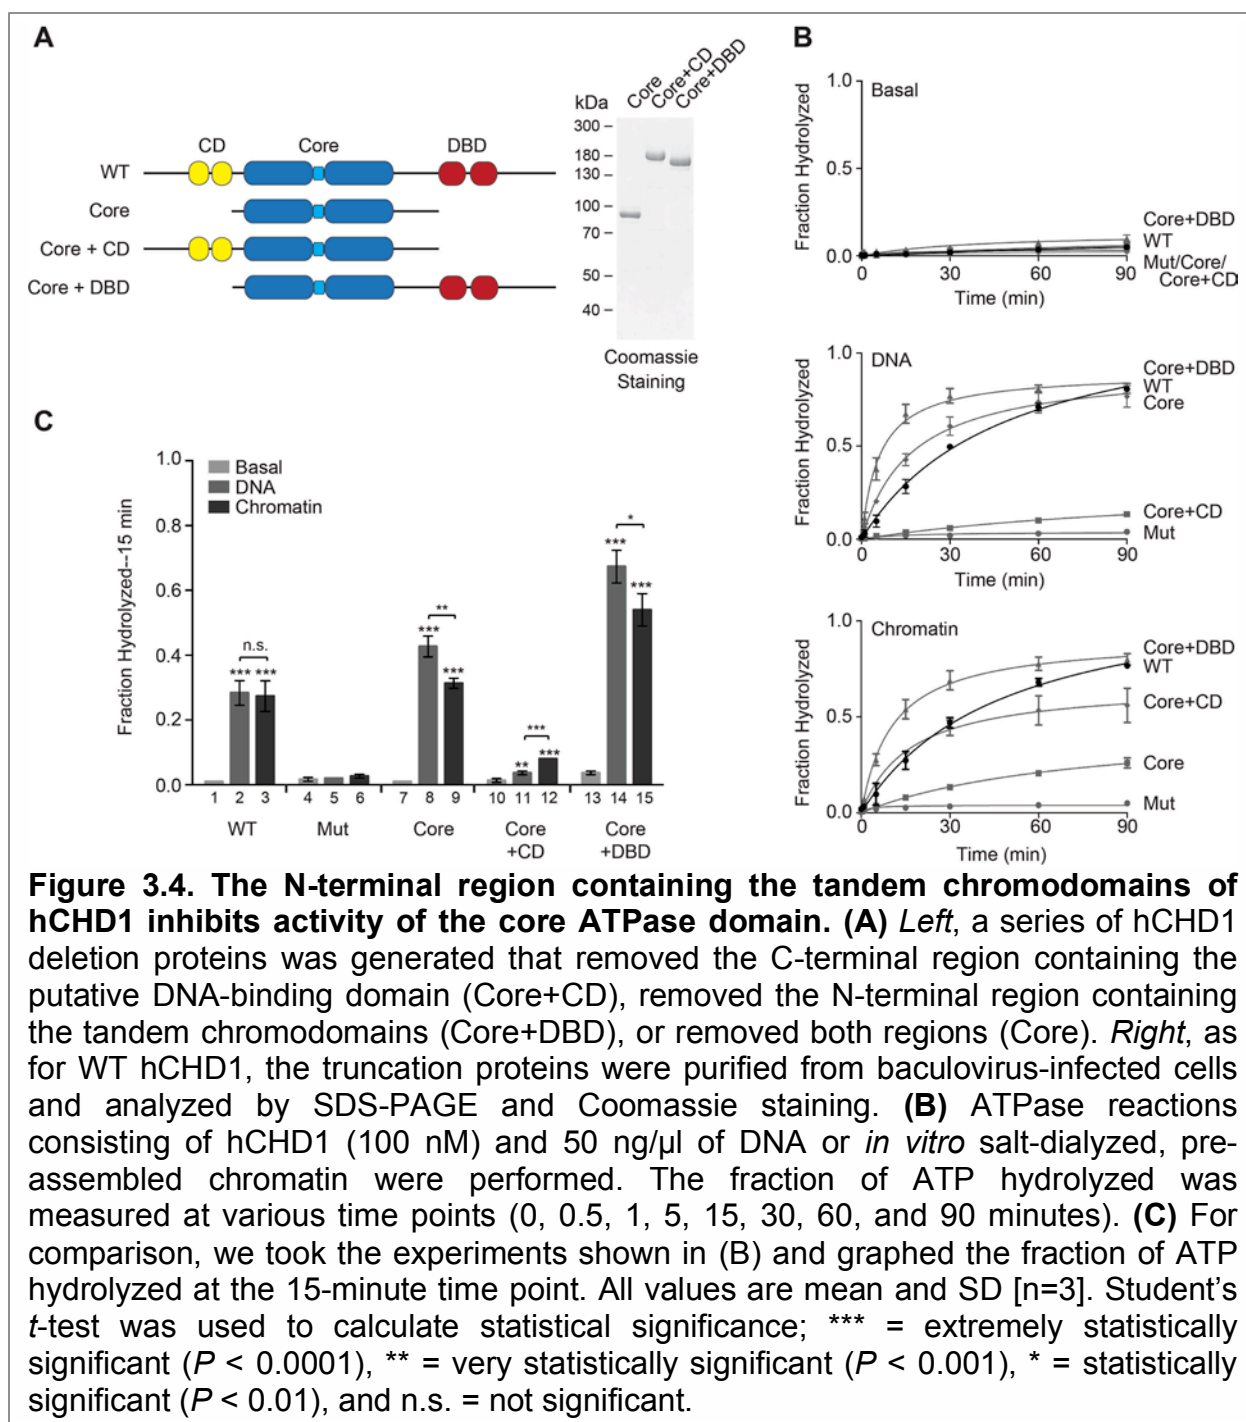 A
CD
Core
DBD
WT
Core
Core + CD
Core + DBD
kDa
Core
Core+CD
Core+DBD
300
180
130
100
70
50
40
Coomassie
Staining
B
Basal
Fraction Hydrolyzed
1.0
0.5
0.0
0
30
60
90
Time (min)
Core+DBD
WT
Mut/Core/
Core+CD
DNA
Fraction Hydrolyzed
1.0
0.5
0.0
0
30
60
90
Time (min)
Core+DBD
WT
Core
Core+CD
Mut
Chromatin
Fraction Hydrolyzed
1.0
0.5
0.0
0
30
60
90
Time (min)
Core+DBD
WT
Core+CD
Core
Mut
C
Fraction Hydrolyzed--15 min
1.0
0.8
0.6
0.4
0.2
0.0
Basal
DNA
Chromatin
n.s.
*** ***
**
***
***
***
**
***
*
***
***
1 2 3 4 5 6 7 8 9 10 11 12 13 14 15
WT Mut Core Core Core
+CD +DBD
Figure 3.4. The N-terminal region containing the tandem chromodomains of
hCHD1 inhibits activity of the core ATPase domain. (A) Left, a series of hCHD1
deletion proteins was generated that removed the C-terminal region containing the
putative DNA-binding domain (Core+CD), removed the N-terminal region containing
the tandem chromodomains (Core+DBD), or removed both regions (Core). Right, as
for WT hCHD1, the truncation proteins were purified from baculovirus-infected cells
and analyzed by SDS-PAGE and Coomassie staining. (B) ATPase reactions
consisting of hCHD1 (100 nM) and 50 ng/µl of DNA or in vitro salt-dialyzed, pre-
assembled chromatin were performed. The fraction of ATP hydrolyzed was
measured at various time points (0, 0.5, 1, 5, 15, 30, 60, and 90 minutes). (C) For
comparison, we took the experiments shown in (B) and graphed the fraction of ATP
hydrolyzed at the 15-minute time point. All values are mean and SD [n=3]. Student's
t-test was used to calculate statistical significance; *** = extremely statistically
significant (P < 0.0001), ** = very statistically significant (P < 0.001), * = statistically
significant (P < 0.01), and n.s. = not significant.